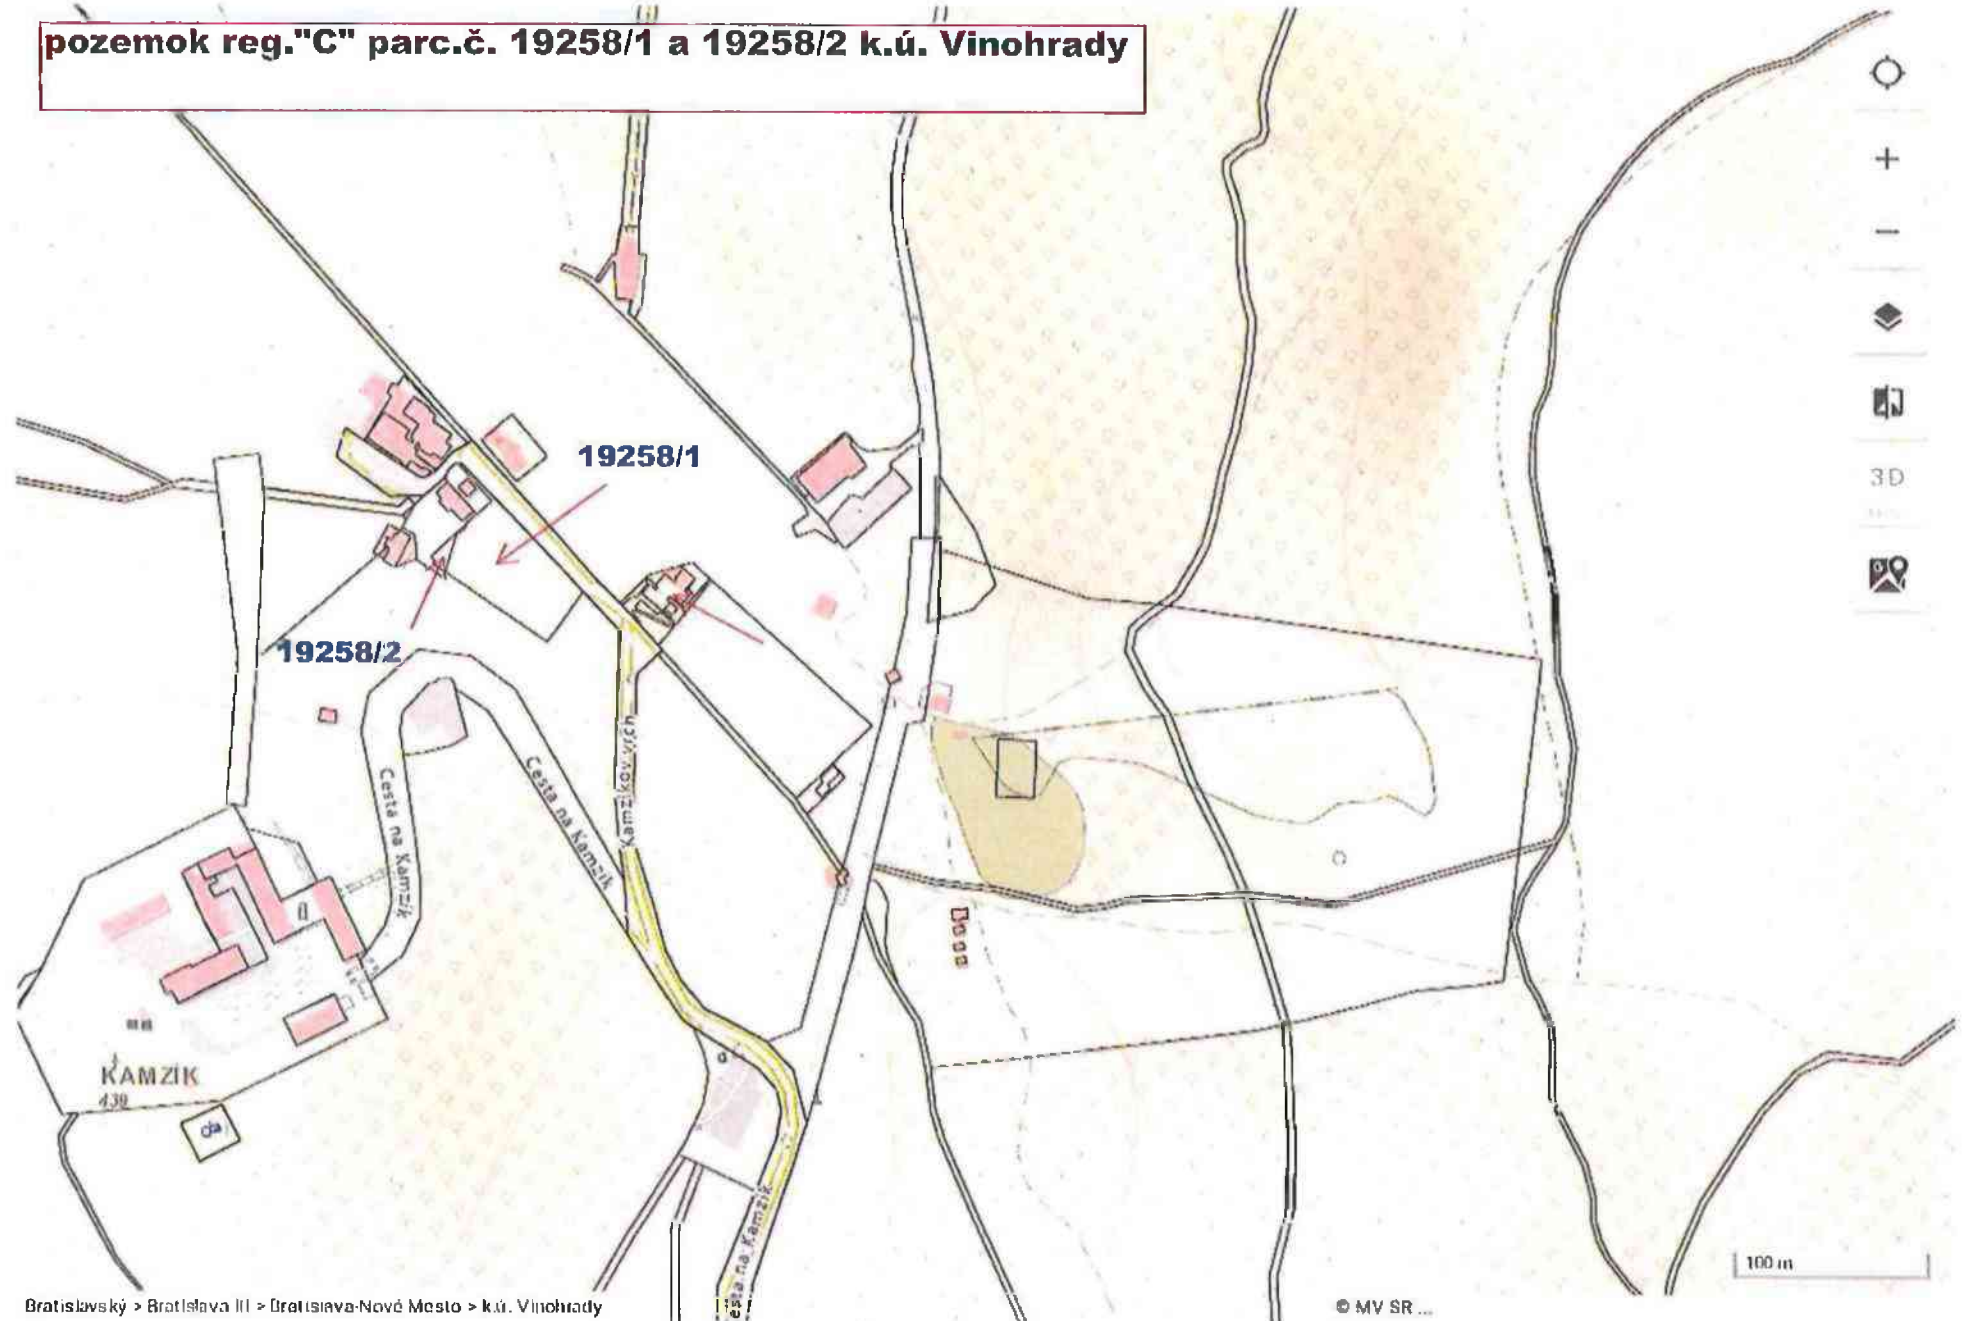 pozemok reg."C" parc.č. 19258/1 a 19258/2 k.ú. Vinohrady
19258/1
3D
19258/2
Kamzíkov vrch
Cesta na Kamzík
Cesta na Kamzík
KAMZÍK
439
esta na Kamzík
100 m
Bratislavský > Bratislava III > Bratislava-Nové Mesto > k.ú. Vinohrady
© MV SR ...